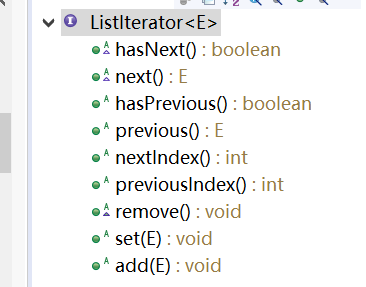 ListIterator<E>
hasNext() : boolean
next() : E
hasPrevious() : boolean
previous() : E
nextIndex() : int
previousIndex() : int
remove() : void
set(E) : void
add(E) : void